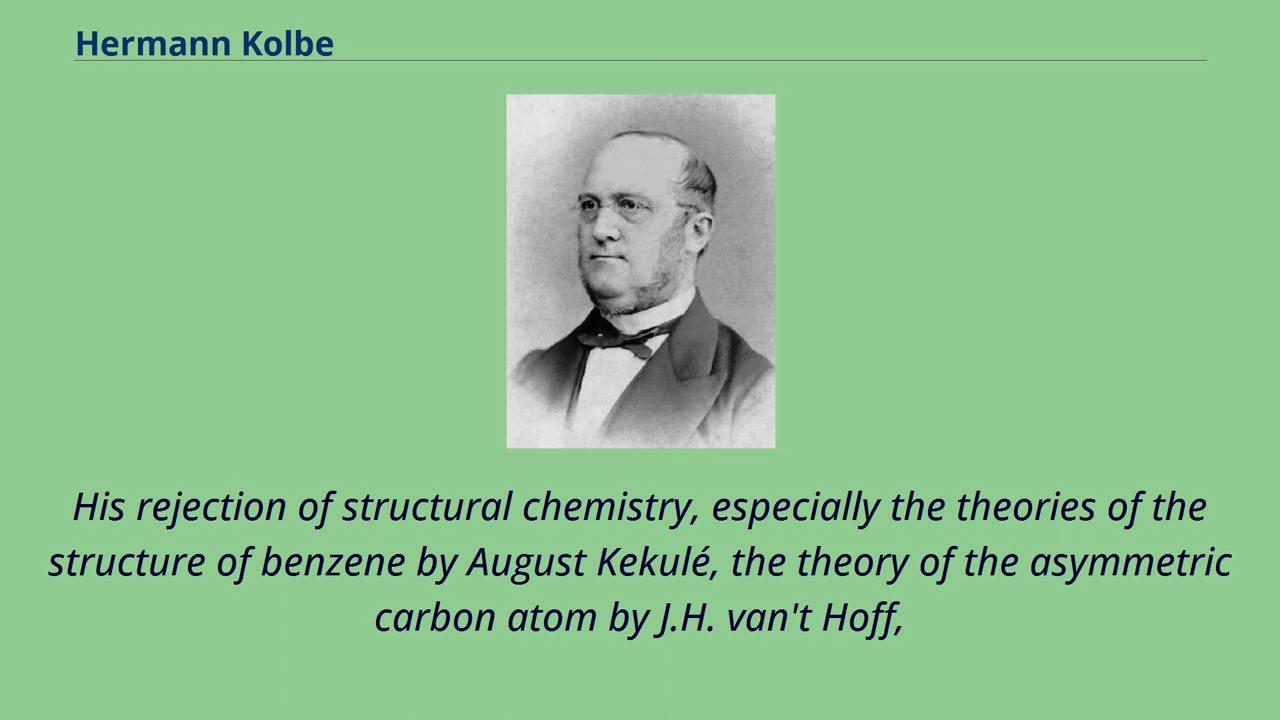 Hermann Kolbe
His rejection of structural chemistry, especially the theories of the
structure of benzene by August Kekulé, the theory of the asymmetric
carbon atom by J.H. van't Hoff,